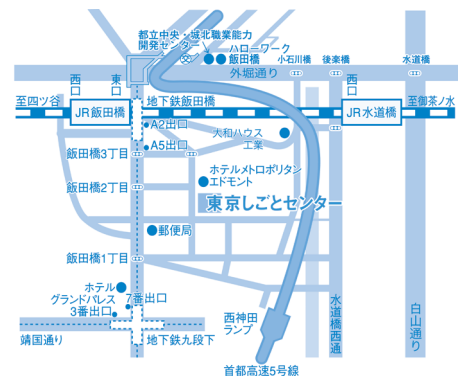 都立中央・城北職業能力
開発センター
ハローワーク
飯田橋
小石川橋
後楽橋
水道橋
外堀通り
西口
東口
西口
至四ツ谷
JR飯田橋
地下鉄飯田橋
JR水道橋
至御茶ノ水
A2出口
大和ハウス
工業
A5出口
飯田橋3丁目
ホテルメトロポリタン
エドモント
飯田橋2丁目
東京しごとセンター
郵便局
飯田橋1丁目
ホテル
グランドパレス
7番出口
3番出口
西神田
ランプ
水道橋西通
白山通り
靖国通り
地下鉄九段下
首都高速5号線